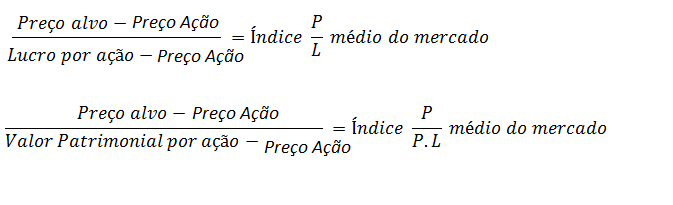 Preço alvo − Preço Ação
Lucro por ação − Preço Ação
= Índice P/L médio do mercado
Preço alvo − Preço Ação
Valor Patrimonial por ação − Preço Ação
= Índice P/P.L médio do mercado